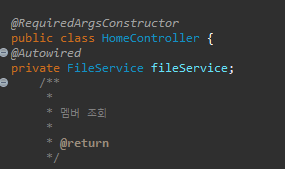 @RequiredArgsConstructor
public class HomeController {
@Autowired
private FileService fileService;
/**
*
* 멤버 조회
*
* @return
*/